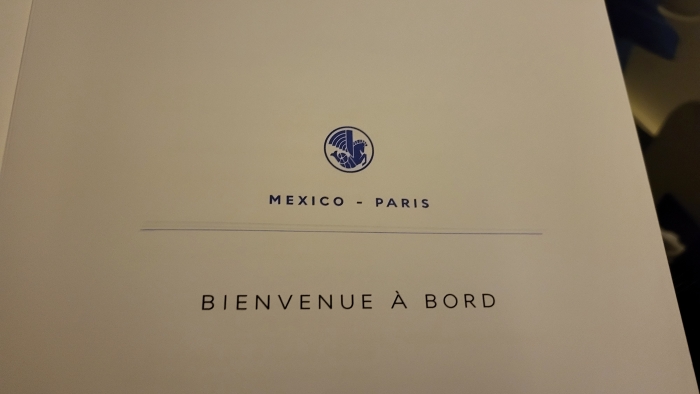 MEXICO - PARIS
BIENVENUE À BORD